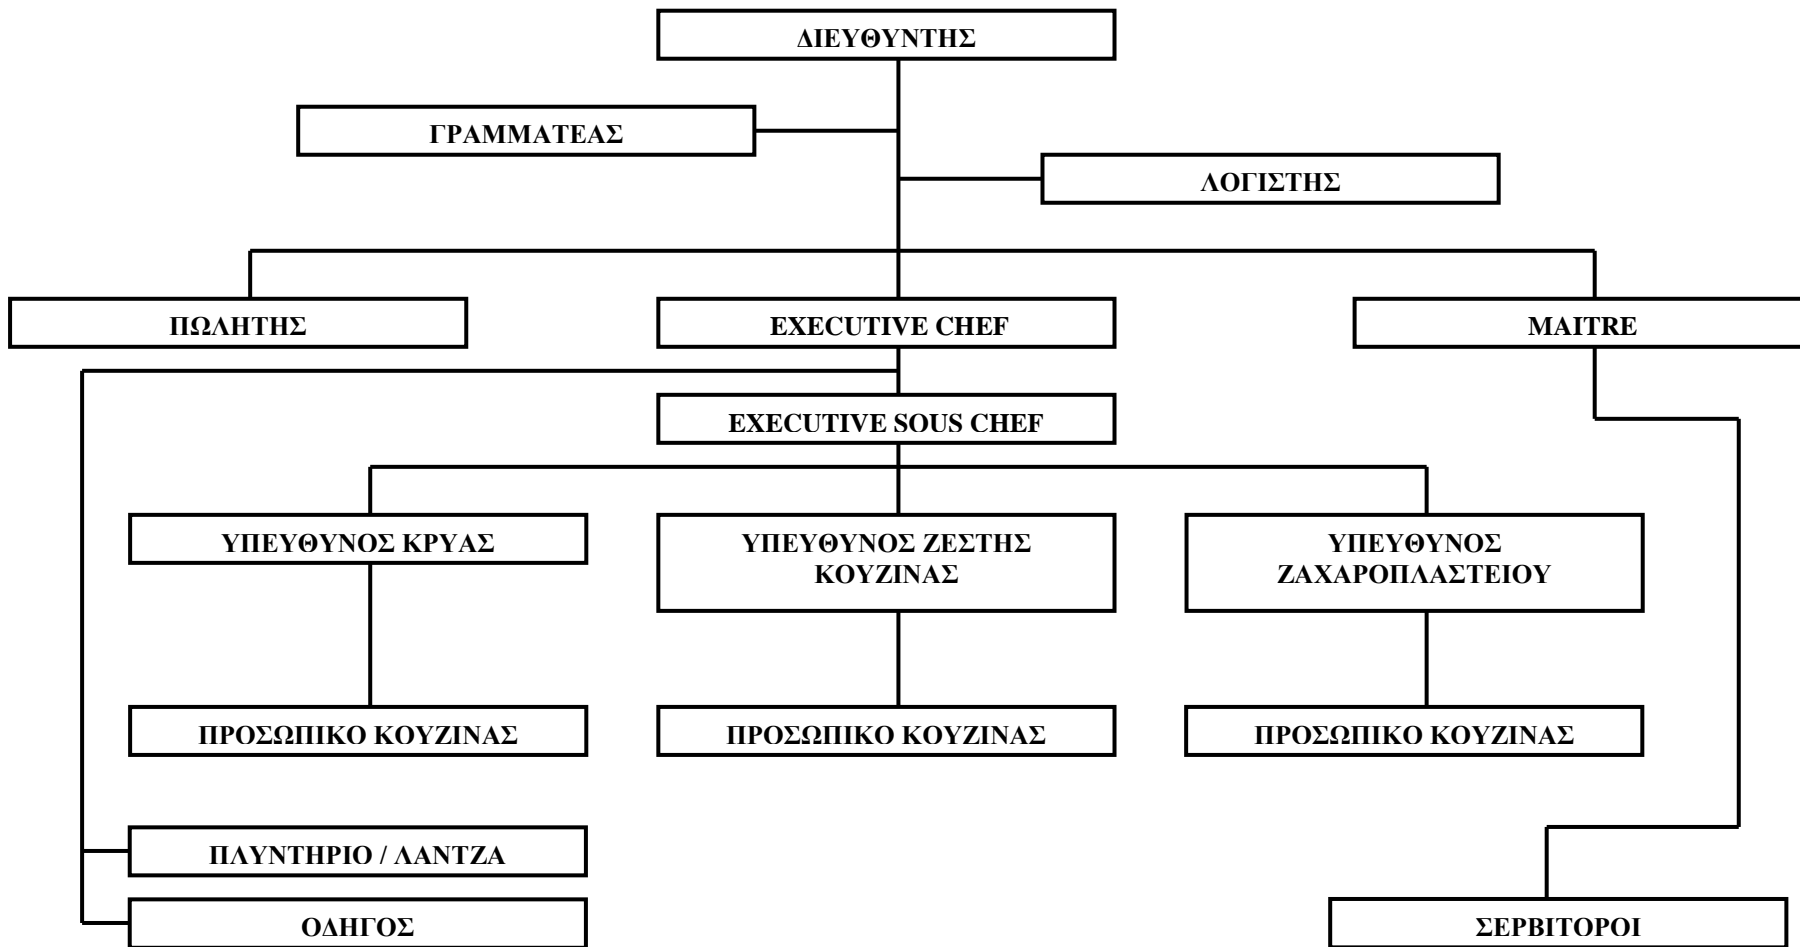 ΔΙΕΥΘΥΝΤΗΣ
ΓΡΑΜΜΑΤΕΑΣ
ΛΟΓΙΣΤΗΣ
ΠΩΛΗΤΗΣ
EXECUTIVE CHEF
MAITRE
EXECUTIVE SOUS CHEF
ΥΠΕΥΘΥΝΟΣ ΚΡΥΑΣ
ΥΠΕΥΘΥΝΟΣ ΖΕΣΤΗΣ
ΚΟΥΖΙΝΑΣ
ΥΠΕΥΘΥΝΟΣ
ΖΑΧΑΡΟΠΛΑΣΤΕΙΟΥ
ΠΡΟΣΩΠΙΚΟ ΚΟΥΖΙΝΑΣ
ΠΡΟΣΩΠΙΚΟ ΚΟΥΖΙΝΑΣ
ΠΡΟΣΩΠΙΚΟ ΚΟΥΖΙΝΑΣ
ΠΛΥΝΤΗΡΙΟ / ΛΑΝΤΖΑ
ΟΔΗΓΟΣ
ΣΕΡΒΙΤΟΡΟΙ